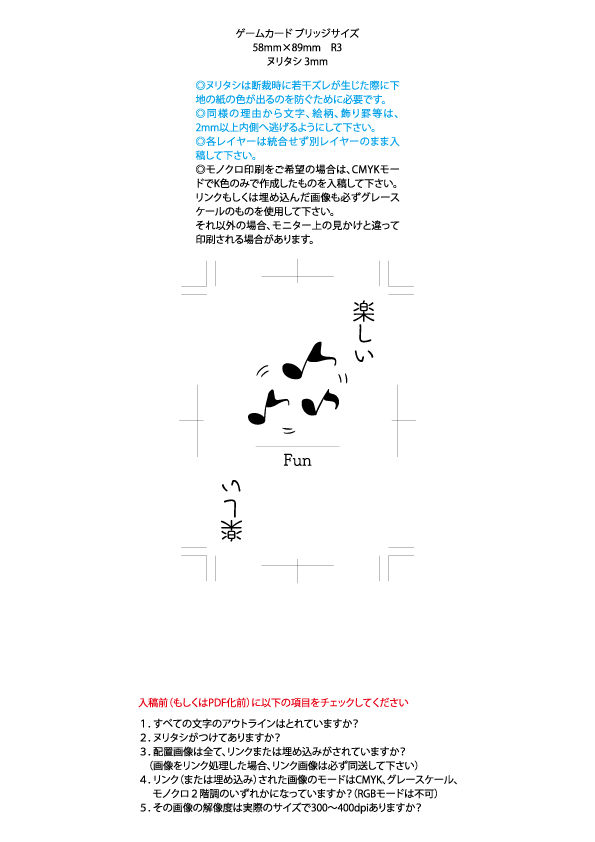 ゲームカード ブリッジサイズ
58mm×89mm　R3
ヌリタシ 3mm
◎ヌリタシは断裁時に若干ズレが生じた際に下
地の紙の色が出るのを防ぐために必要です。
◎同様の理由から文字、絵柄、飾り罫等は、
2mm以上内側へ逃げるようにして下さい。
◎各レイヤーは統合せず別レイヤーのまま入
稿して下さい。
◎モノクロ印刷をご希望の場合は、CMYKモー
ドでK色のみで作成したものを入稿して下さい。
リンクもしくは埋め込んだ画像も必ずグレース
ケールのものを使用して下さい。
それ以外の場合、モニター上の見かけと違って
印刷される場合があります。
楽しい
Fun
楽しい
入稿前（もしくはPDF化前）に以下の項目をチェックしてください
１．すべての文字のアウトラインはとれていますか？
２．ヌリタシがつけてありますか？
３．配置画像は全て、リンクまたは埋め込みがされていますか？
（画像をリンク処理した場合、リンク画像は必ず同送して下さい）
４．リンク（または埋め込み）された画像のモードはCMYK、グレースケール、
モノクロ２階調のいずれかになっていますか？（RGBモードは不可）
５．その画像の解像度は実際のサイズで300〜400dpiありますか？